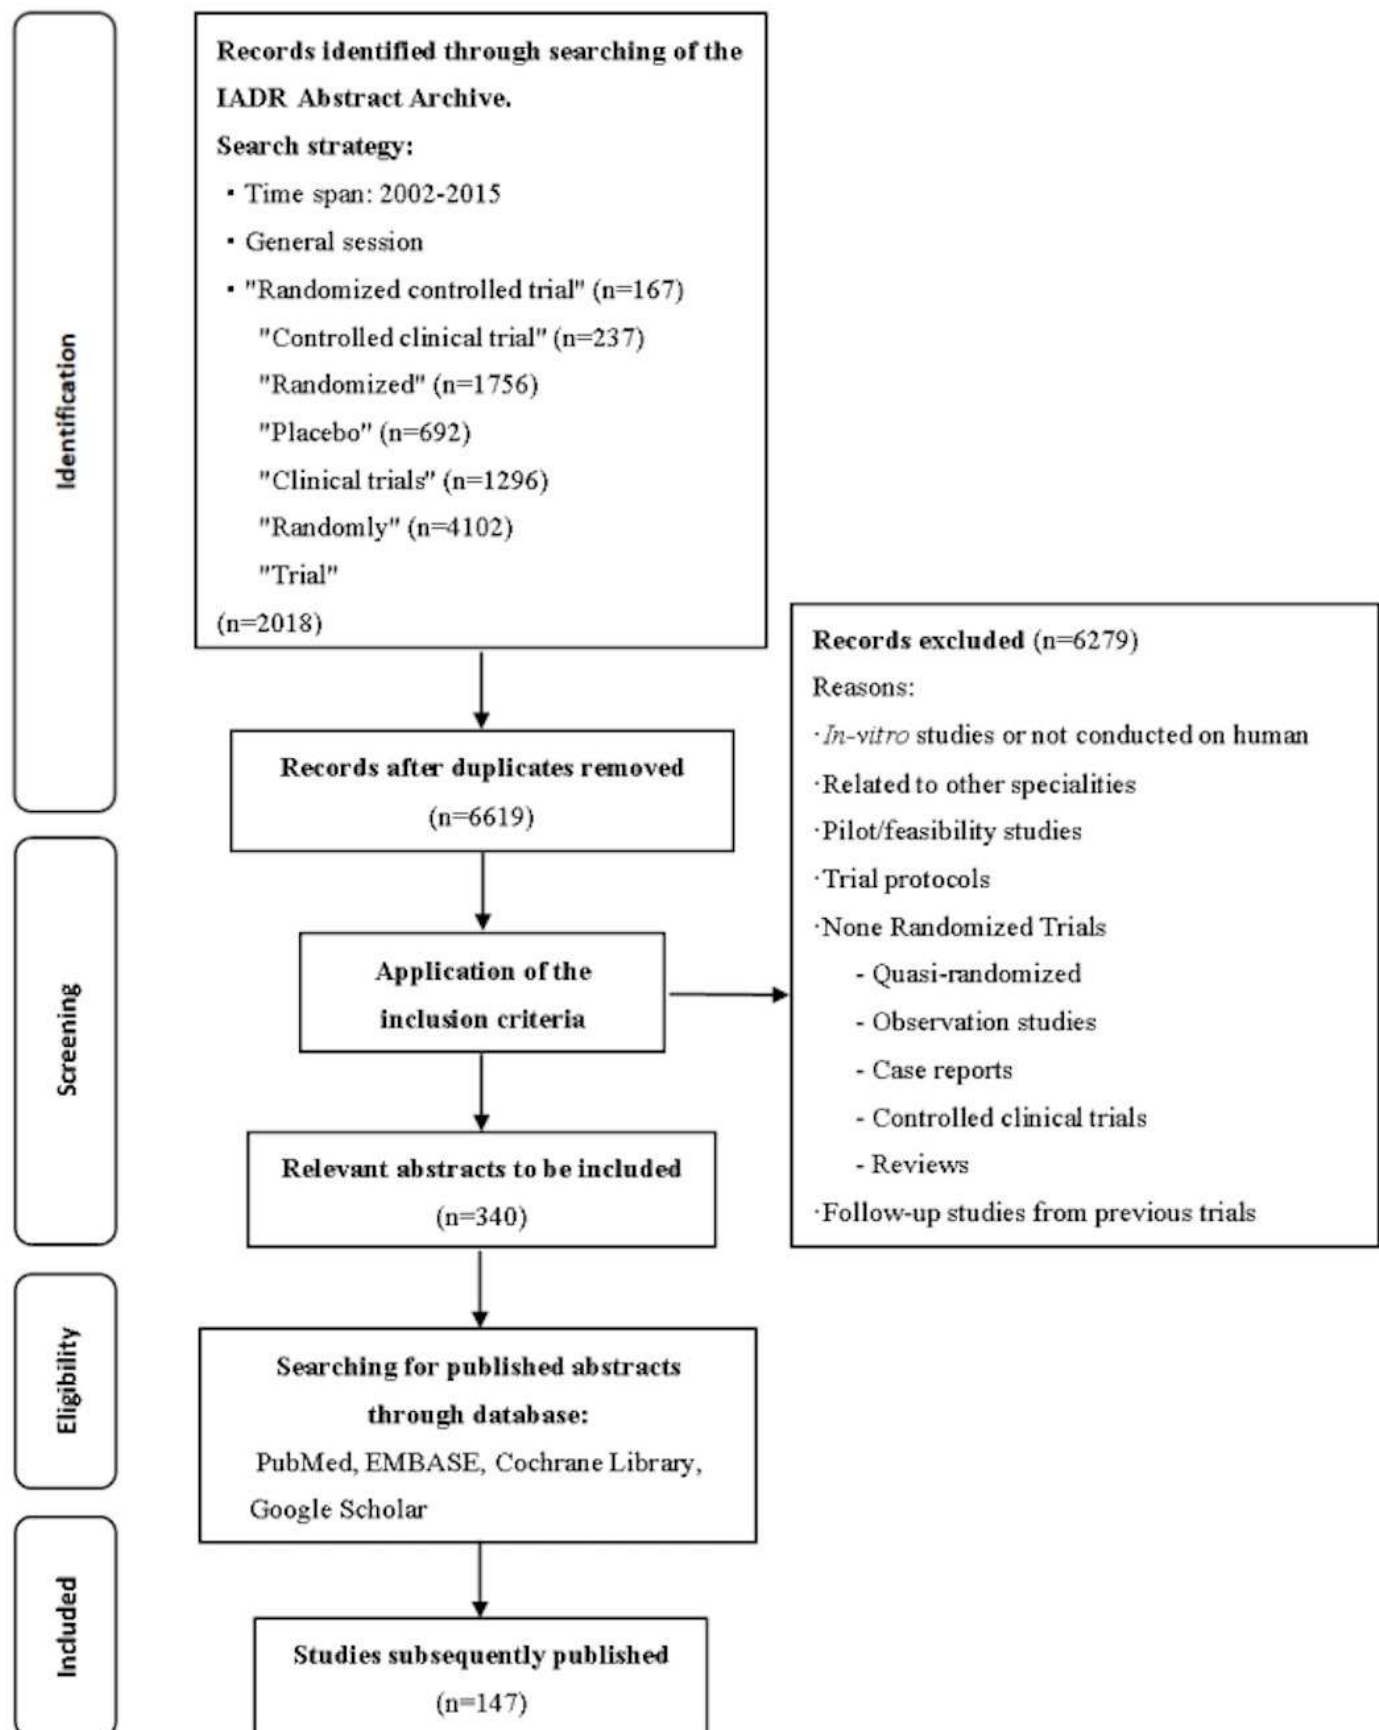 Identification
Records identified through searching of the
IADR Abstract Archive.
Search strategy:
▪ Time span: 2002-2015
▪ General session
▪ "Randomized controlled trial" (n=167)
"Controlled clinical trial" (n=237)
"Randomized" (n=1756)
"Placebo" (n=692)
"Clinical trials" (n=1296)
"Randomly" (n=4102)
"Trial"
(n=2018)
Records after duplicates removed
(n=6619)
Screening
Application of the
inclusion criteria
Records excluded (n=6279)
Reasons:
·In-vitro studies or not conducted on human
·Related to other specialities
·Pilot/feasibility studies
·Trial protocols
·None Randomized Trials
- Quasi-randomized
- Observation studies
- Case reports
- Controlled clinical trials
- Reviews
·Follow-up studies from previous trials
Relevant abstracts to be included
(n=340)
Eligibility
Searching for published abstracts
through database:
PubMed, EMBASE, Cochrane Library,
Google Scholar
Included
Studies subsequently published
(n=147)